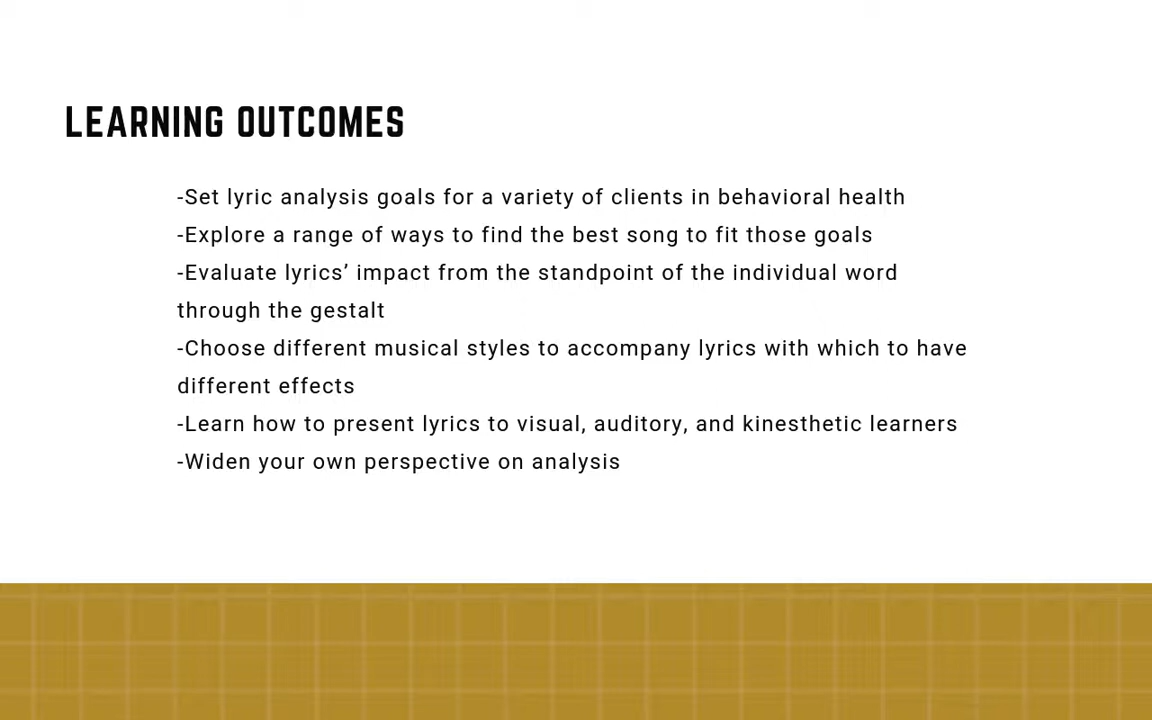 LEARNING OUTCOMES
-Set lyric analysis goals for a variety of clients in behavioral health
-Explore a range of ways to find the best song to fit those goals
-Evaluate lyrics’ impact from the standpoint of the individual word
through the gestalt
-Choose different musical styles to accompany lyrics with which to have
different effects
-Learn how to present lyrics to visual, auditory, and kinesthetic learners
-Widen your own perspective on analysis